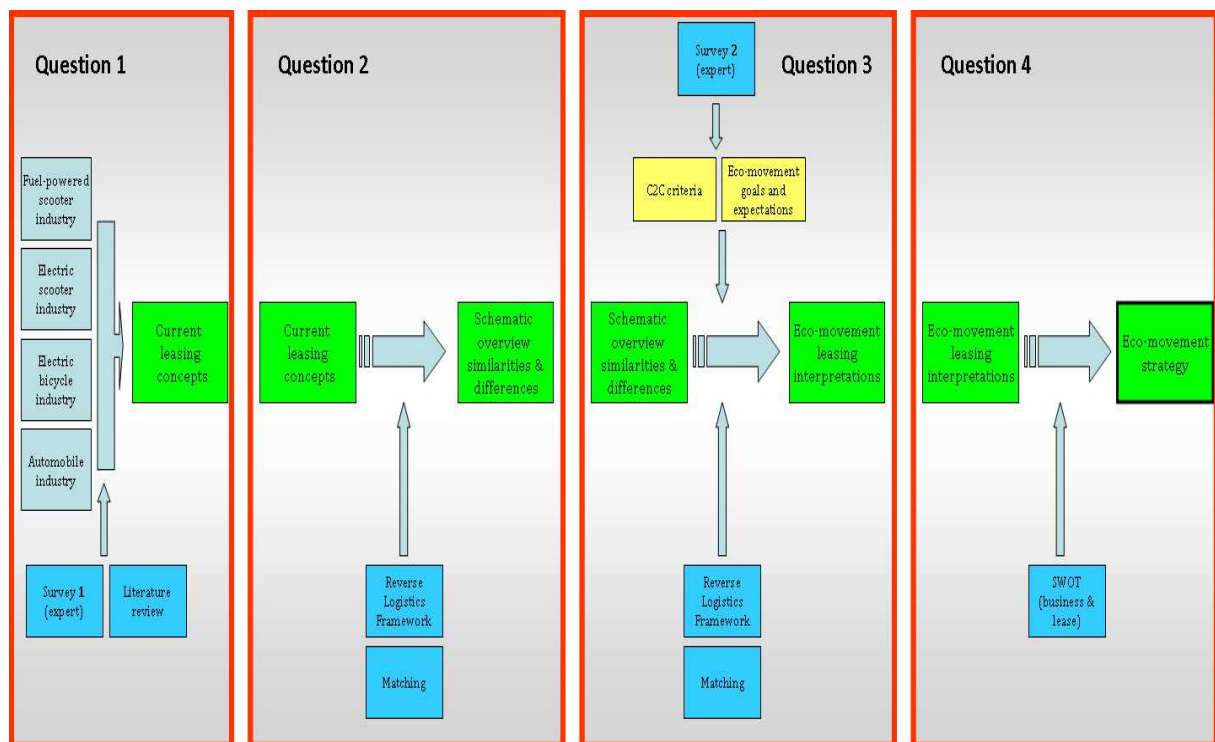 Question 1
Fuel-powered
scooter
industry
Electric
scooter
industry
Electric
bicycle
industry
Automobile
industry
Current
leasing
concepts
Survey 1
(expert)
Literature
review
Question 2
Current
leasing
concepts
Schematic
overview
similarities &
differences
Reverse
Logistics
Framework
Matching
Question 3
Survey 2
(expert)
C2C criteria
Eco-movement
goals and
expectations
Schematic
overview
similarities &
differences
Eco-movement
leasing
interpretations
Reverse
Logistics
Framework
Matching
Question 4
Eco-movement
leasing
interpretations
Eco-movement
strategy
SWOT
(business &
lease)